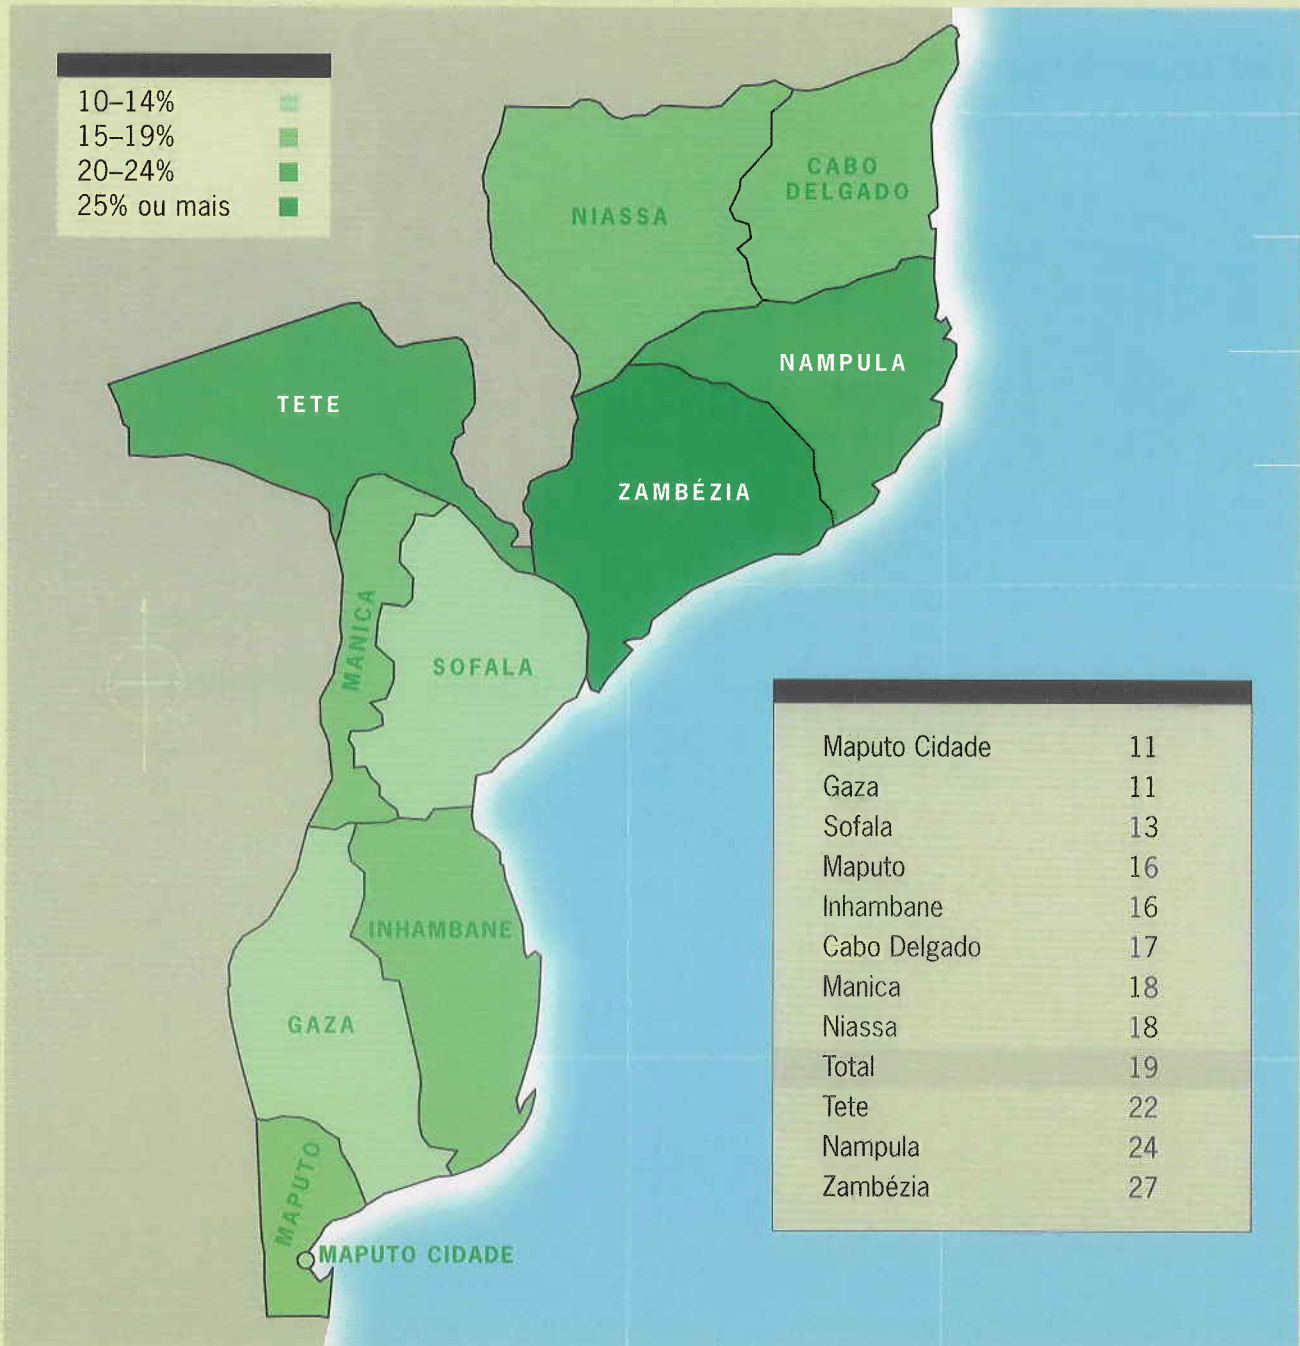 10–14%
15–19%
20–24%
25% ou mais
CABO
DELGADO
NIASSA
NAMPULA
TETE
ZAMBÉZIA
MANICA
SOFALA
INHAMBANE
GAZA
MAPUTO
MAPUTO CIDADE
Maputo Cidade 11
Gaza 11
Sofala 13
Maputo 16
Inhambane 16
Cabo Delgado 17
Manica 18
Niassa 18
Total 19
Tete 22
Nampula 24
Zambézia 27